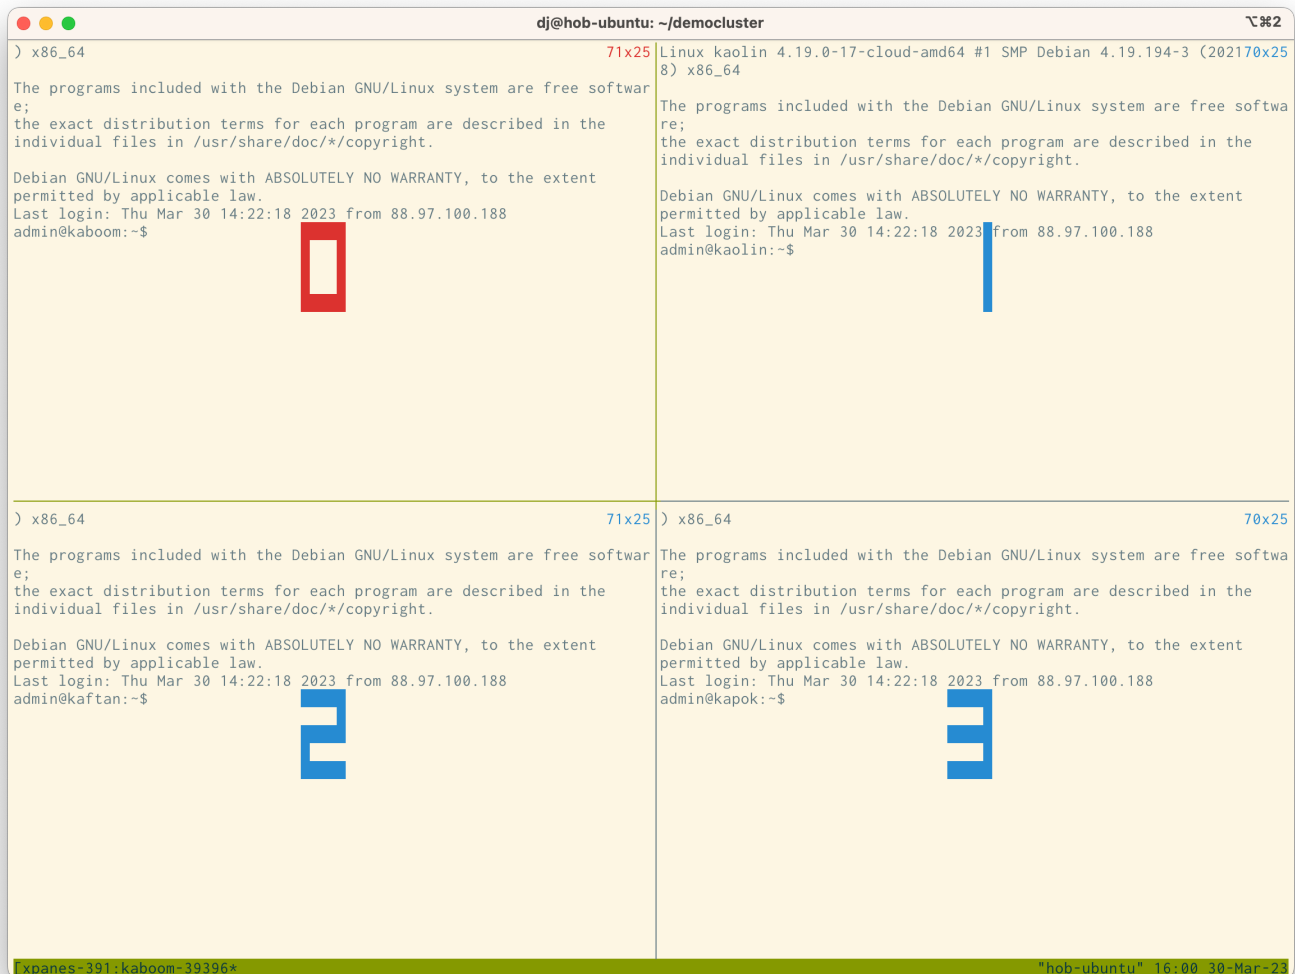 dj@hob-ubuntu: ~/democluster
⌥⌘2
) x86_64 71x25
The programs included with the Debian GNU/Linux system are free softwar
e;
the exact distribution terms for each program are described in the
individual files in /usr/share/doc/*/copyright.
Debian GNU/Linux comes with ABSOLUTELY NO WARRANTY, to the extent
permitted by applicable law.
Last login: Thu Mar 30 14:22:18 2023 from 88.97.100.188
admin@kaboom:~$
0
Linux kaolin 4.19.0-17-cloud-amd64 #1 SMP Debian 4.19.194-3 (202170x25
8) x86_64
The programs included with the Debian GNU/Linux system are free softwa
re;
the exact distribution terms for each program are described in the
individual files in /usr/share/doc/*/copyright.
Debian GNU/Linux comes with ABSOLUTELY NO WARRANTY, to the extent
permitted by applicable law.
Last login: Thu Mar 30 14:22:18 2023 from 88.97.100.188
admin@kaolin:~$
1
) x86_64 71x25
The programs included with the Debian GNU/Linux system are free softwar
e;
the exact distribution terms for each program are described in the
individual files in /usr/share/doc/*/copyright.
Debian GNU/Linux comes with ABSOLUTELY NO WARRANTY, to the extent
permitted by applicable law.
Last login: Thu Mar 30 14:22:18 2023 from 88.97.100.188
admin@kaftan:~$
2
) x86_64 70x25
The programs included with the Debian GNU/Linux system are free softwa
re;
the exact distribution terms for each program are described in the
individual files in /usr/share/doc/*/copyright.
Debian GNU/Linux comes with ABSOLUTELY NO WARRANTY, to the extent
permitted by applicable law.
Last login: Thu Mar 30 14:22:18 2023 from 88.97.100.188
admin@kapok:~$
3
[xpanes-391:kaboom-39396* "hob-ubuntu" 16:00 30-Mar-23